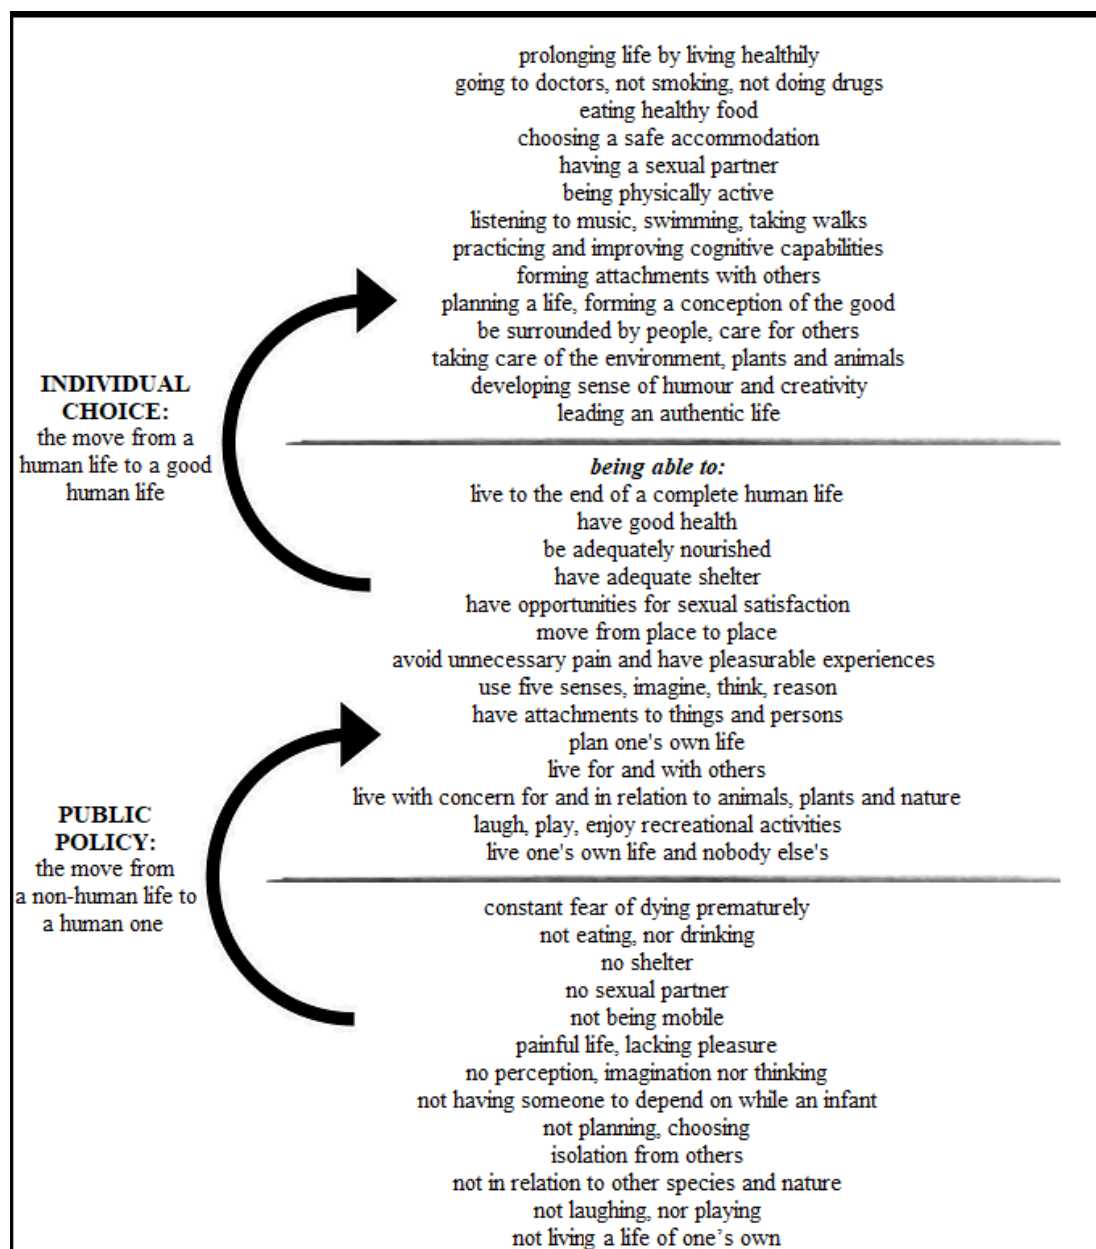 prolonging life by living healthily
going to doctors, not smoking, not doing drugs
eating healthy food
choosing a safe accommodation
having a sexual partner
being physically active
listening to music, swimming, taking walks
practicing and improving cognitive capabilities
forming attachments with others
planning a life, forming a conception of the good
be surrounded by people, care for others
taking care of the environment, plants and animals
developing sense of humour and creativity
leading an authentic life
INDIVIDUAL
CHOICE:
the move from a
human life to a good
human life
being able to:
live to the end of a complete human life
have good health
be adequately nourished
have adequate shelter
have opportunities for sexual satisfaction
move from place to place
avoid unnecessary pain and have pleasurable experiences
use five senses, imagine, think, reason
have attachments to things and persons
plan one's own life
live for and with others
live with concern for and in relation to animals, plants and nature
laugh, play, enjoy recreational activities
live one's own life and nobody else's
PUBLIC
POLICY:
the move from
a non-human life to
a human one
constant fear of dying prematurely
not eating, nor drinking
no shelter
no sexual partner
not being mobile
painful life, lacking pleasure
no perception, imagination nor thinking
not having someone to depend on while an infant
not planning, choosing
isolation from others
not in relation to other species and nature
not laughing, nor playing
not living a life of one’s own